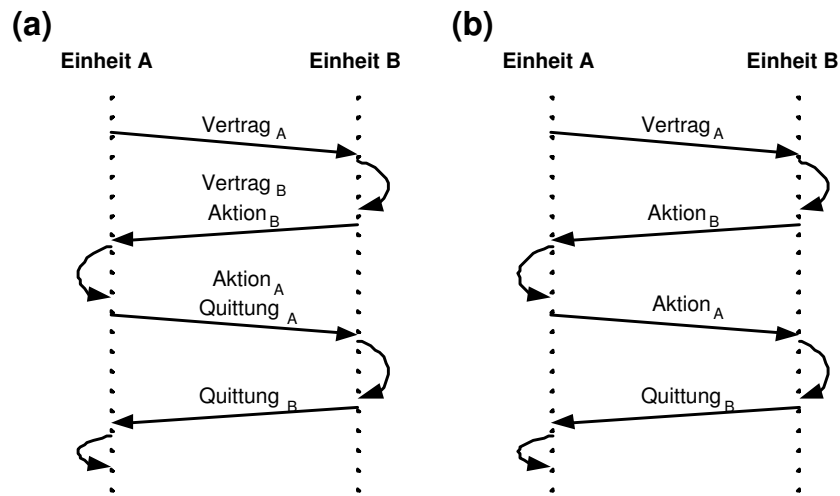 (a)
Einheit A Einheit B
Vertrag A
Vertrag B
Aktion B
Aktion A
Quittung A
Quittung B
(b)
Einheit A Einheit B
Vertrag A
Aktion B
Aktion A
Quittung B